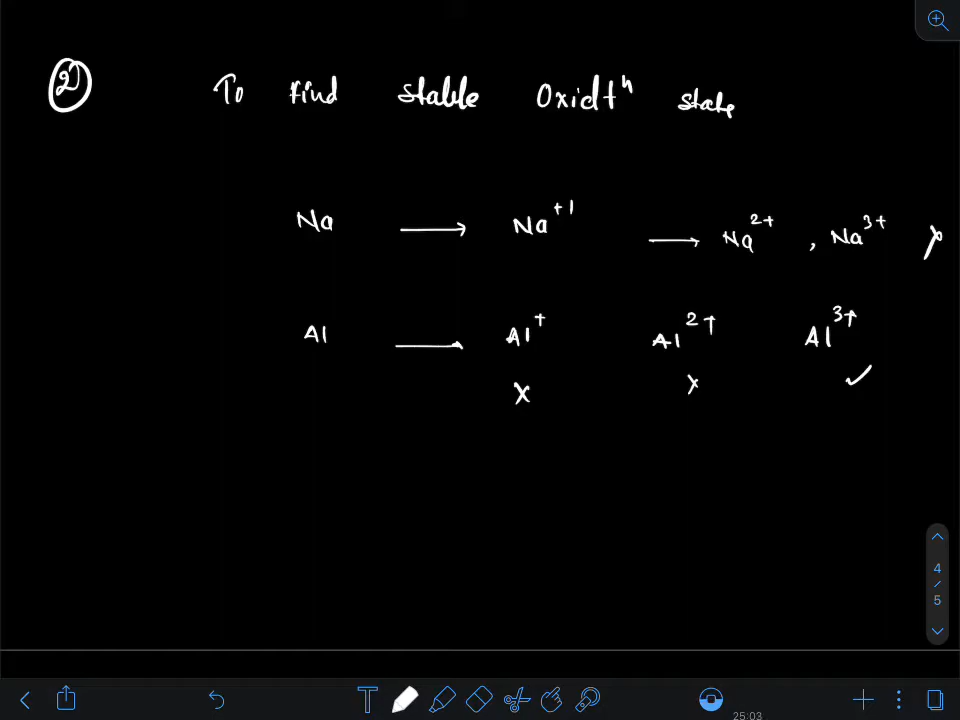 ② To find stable Oxidtⁿ state
Na ⟶ Na⁺¹ ⟶ Na²⁺ , Na³⁺ ✗
Al ⟶ Al⁺ Al²⁺ Al³⁺
✗ ✗ ✓
4
/
5
T
25:03